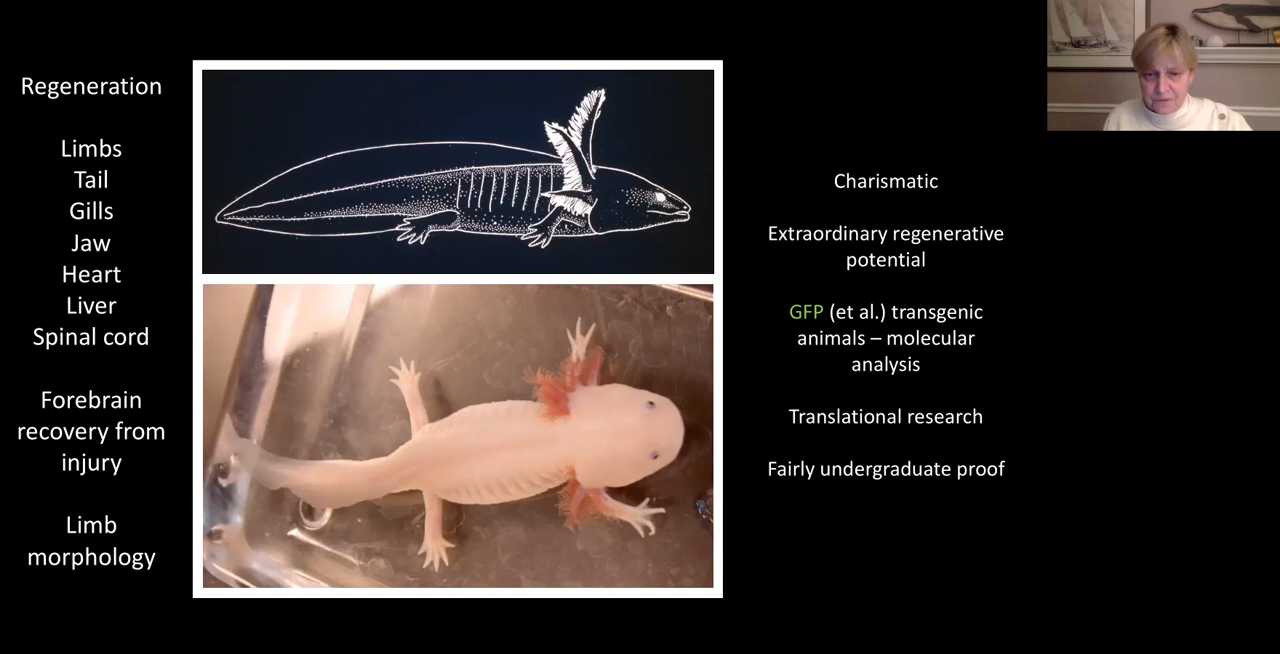 Regeneration
Limbs
Tail
Gills
Jaw
Heart
Liver
Spinal cord
Forebrain
recovery from
injury
Limb
morphology
Charismatic
Extraordinary regenerative
potential
GFP (et al.) transgenic
animals – molecular
analysis
Translational research
Fairly undergraduate proof